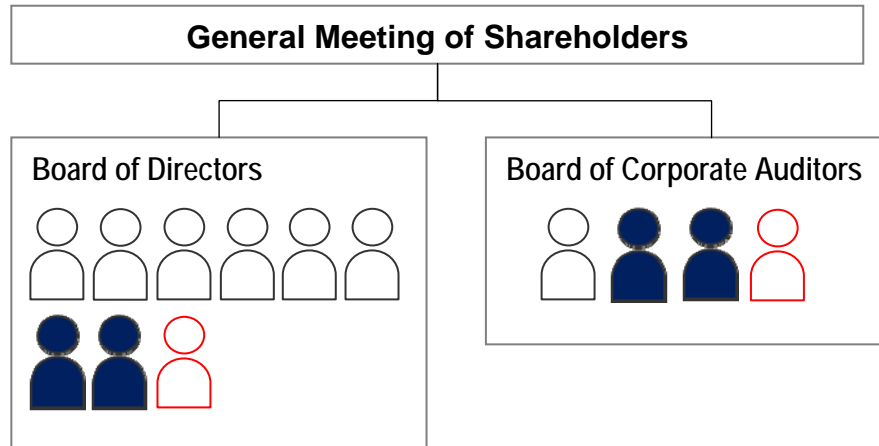 General Meeting of Shareholders
Board of Directors
Board of Corporate Auditors